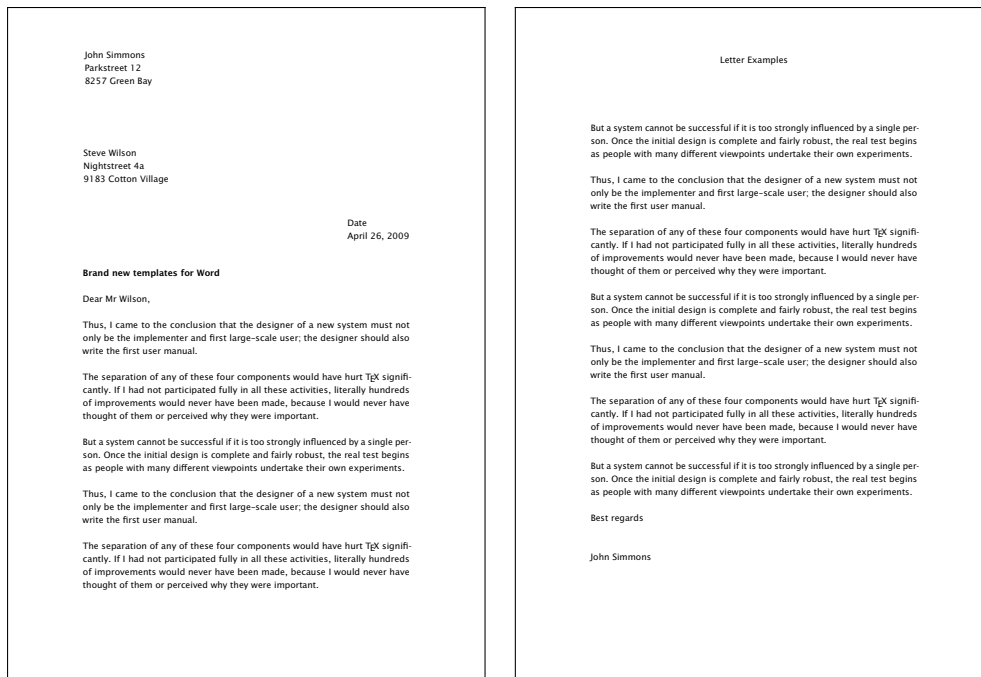 John Simmons
Parkstreet 12
8257 Green Bay
Steve Wilson
Nightstreet 4a
9183 Cotton Village
Date
April 26, 2009
Brand new templates for Word
Dear Mr Wilson,
Thus, I came to the conclusion that the designer of a new system must not
only be the implementer and first large-scale user; the designer should also
write the first user manual.
The separation of any of these four components would have hurt TEX signifi-
cantly. If I had not participated fully in all these activities, literally hundreds
of improvements would never have been made, because I would never have
thought of them or perceived why they were important.
But a system cannot be successful if it is too strongly influenced by a single per-
son. Once the initial design is complete and fairly robust, the real test begins
as people with many different viewpoints undertake their own experiments.
Thus, I came to the conclusion that the designer of a new system must not
only be the implementer and first large-scale user; the designer should also
write the first user manual.
The separation of any of these four components would have hurt TEX signifi-
cantly. If I had not participated fully in all these activities, literally hundreds
of improvements would never have been made, because I would never have
thought of them or perceived why they were important.
Letter Examples
But a system cannot be successful if it is too strongly influenced by a single per-
son. Once the initial design is complete and fairly robust, the real test begins
as people with many different viewpoints undertake their own experiments.
Thus, I came to the conclusion that the designer of a new system must not
only be the implementer and first large-scale user; the designer should also
write the first user manual.
The separation of any of these four components would have hurt TEX signifi-
cantly. If I had not participated fully in all these activities, literally hundreds
of improvements would never have been made, because I would never have
thought of them or perceived why they were important.
But a system cannot be successful if it is too strongly influenced by a single per-
son. Once the initial design is complete and fairly robust, the real test begins
as people with many different viewpoints undertake their own experiments.
Thus, I came to the conclusion that the designer of a new system must not
only be the implementer and first large-scale user; the designer should also
write the first user manual.
The separation of any of these four components would have hurt TEX signifi-
cantly. If I had not participated fully in all these activities, literally hundreds
of improvements would never have been made, because I would never have
thought of them or perceived why they were important.
But a system cannot be successful if it is too strongly influenced by a single per-
son. Once the initial design is complete and fairly robust, the real test begins
as people with many different viewpoints undertake their own experiments.
Best regards
John Simmons